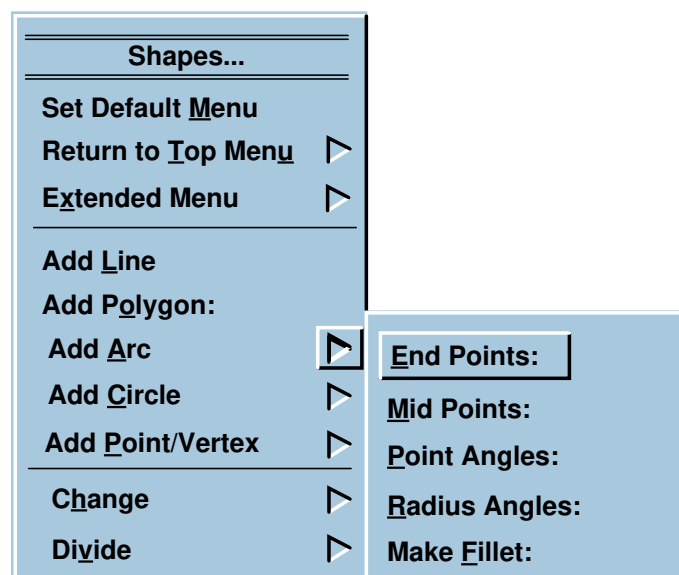 Shapes...
Set Default Menu
Return to Top Menu
Extended Menu
Add Line
Add Polygon:
Add Arc
Add Circle
Add Point/Vertex
Change
Divide
End Points:
Mid Points:
Point Angles:
Radius Angles:
Make Fillet: